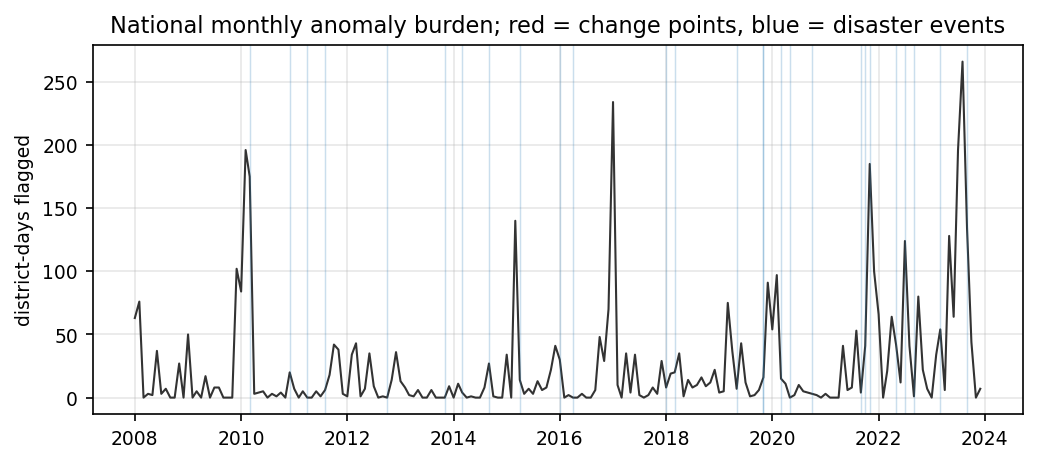 National monthly anomaly burden; red = change points, blue = disaster events
district-days flagged
250
200
150
100
50
0
2008 2010 2012 2014 2016 2018 2020 2022 2024